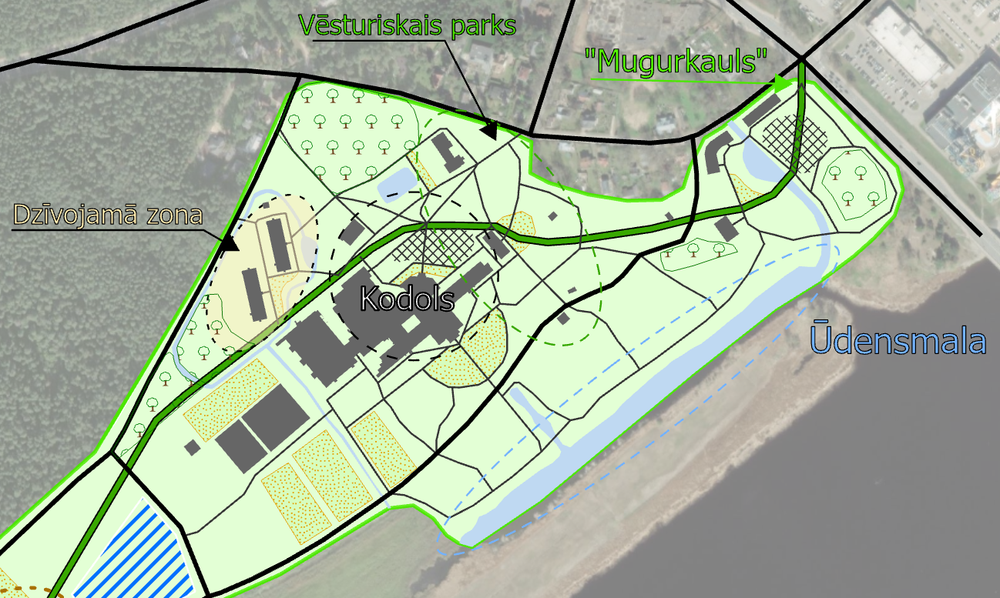 Vēsturiskais parks
"Mugurkauls"
Dzīvojamā zona
Kodols
Ūdensmala